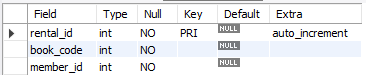 Field Type Null Key Default Extra
rental_id int NO PRI NULL auto_increment
book_code int NO NULL
member_id int NO NULL